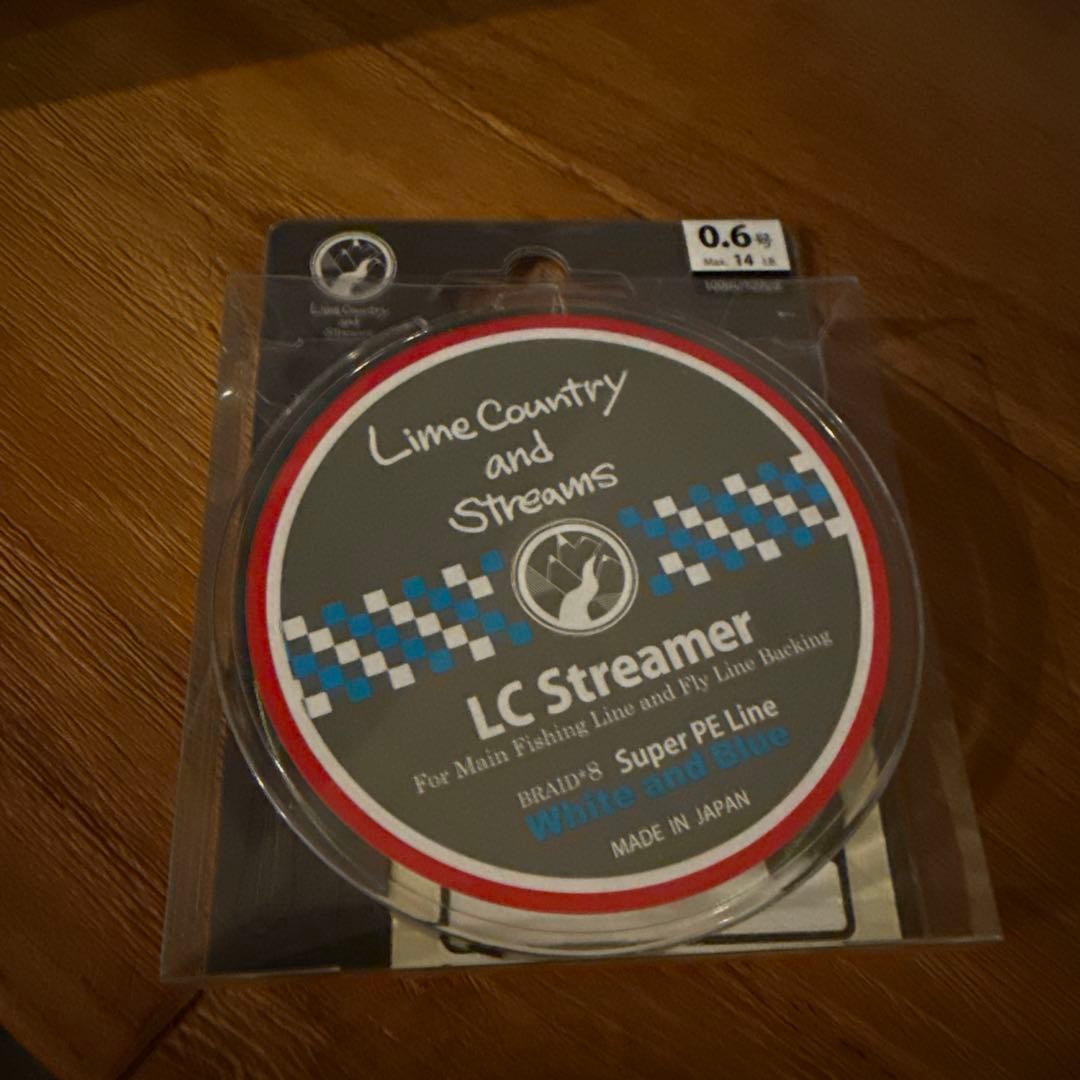 0.6号
Max. 14 LB
Lime Country
and
Streams
Lime Country
and
Streams
LC Streamer
For Main Fishing Line and Fly Line Backing
BRAID*8 Super PE Line
White and Blue
MADE IN JAPAN